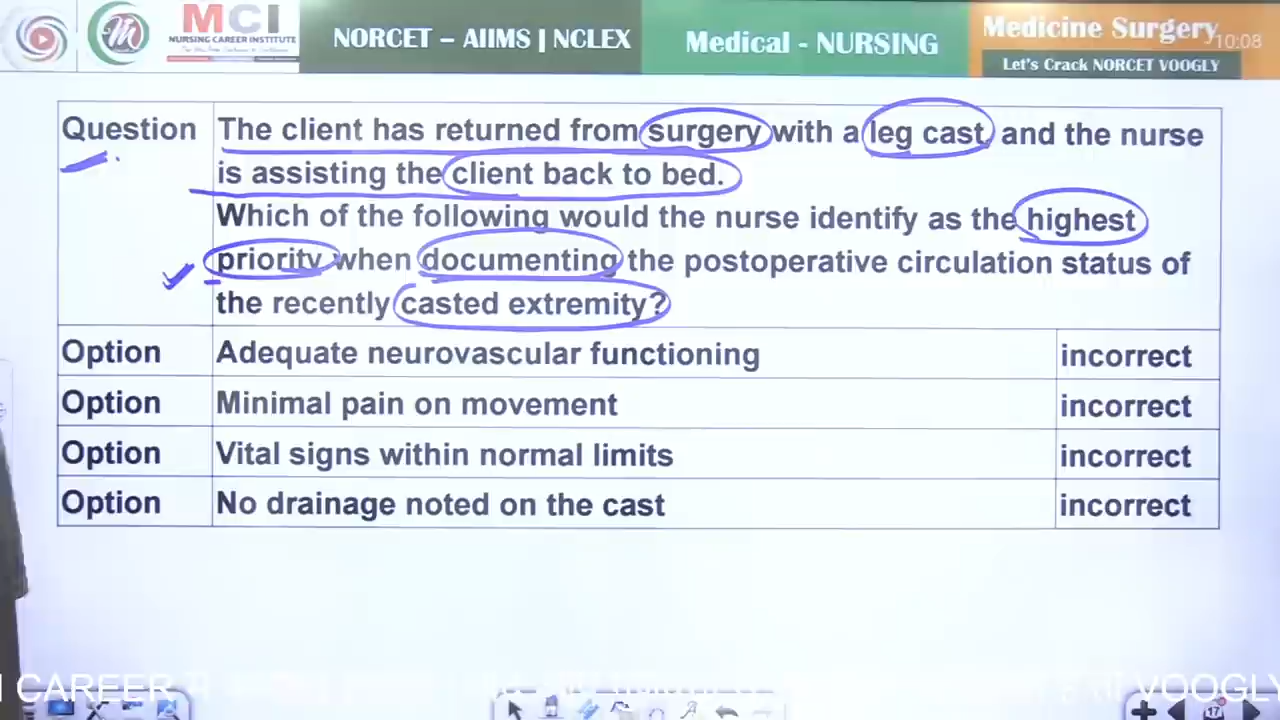 MCI
NURSING CAREER INSTITUTE
NORCET – AIIMS | NCLEX
Medical - NURSING
Medicine Surgery
10:08
Let's Crack NORCET VOOGLY
Question The client has returned from surgery with a leg cast, and the nurse
is assisting the client back to bed.
Which of the following would the nurse identify as the highest
priority when documenting the postoperative circulation status of
the recently casted extremity?
Option Adequate neurovascular functioning incorrect
Option Minimal pain on movement incorrect
Option Vital signs within normal limits incorrect
Option No drainage noted on the cast incorrect
CAREER VOOGLY
17